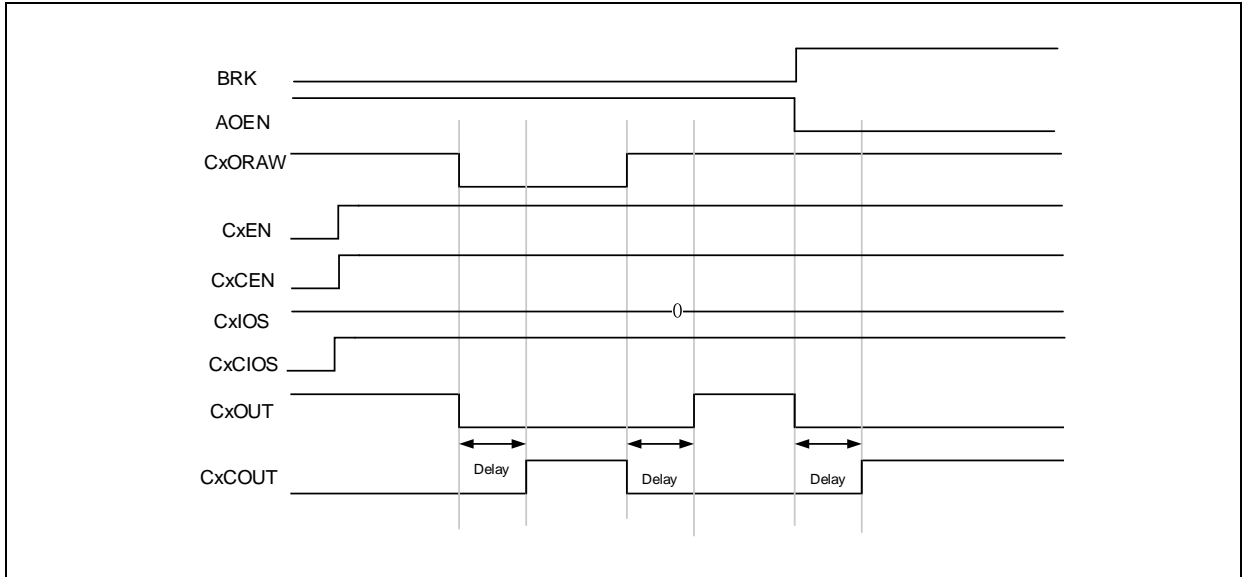 BRK
AOEN
CxORAW
CxEN
CxCEN
CxIOS
0
CxCIOS
CxOUT
CxCOUT
Delay
Delay
Delay